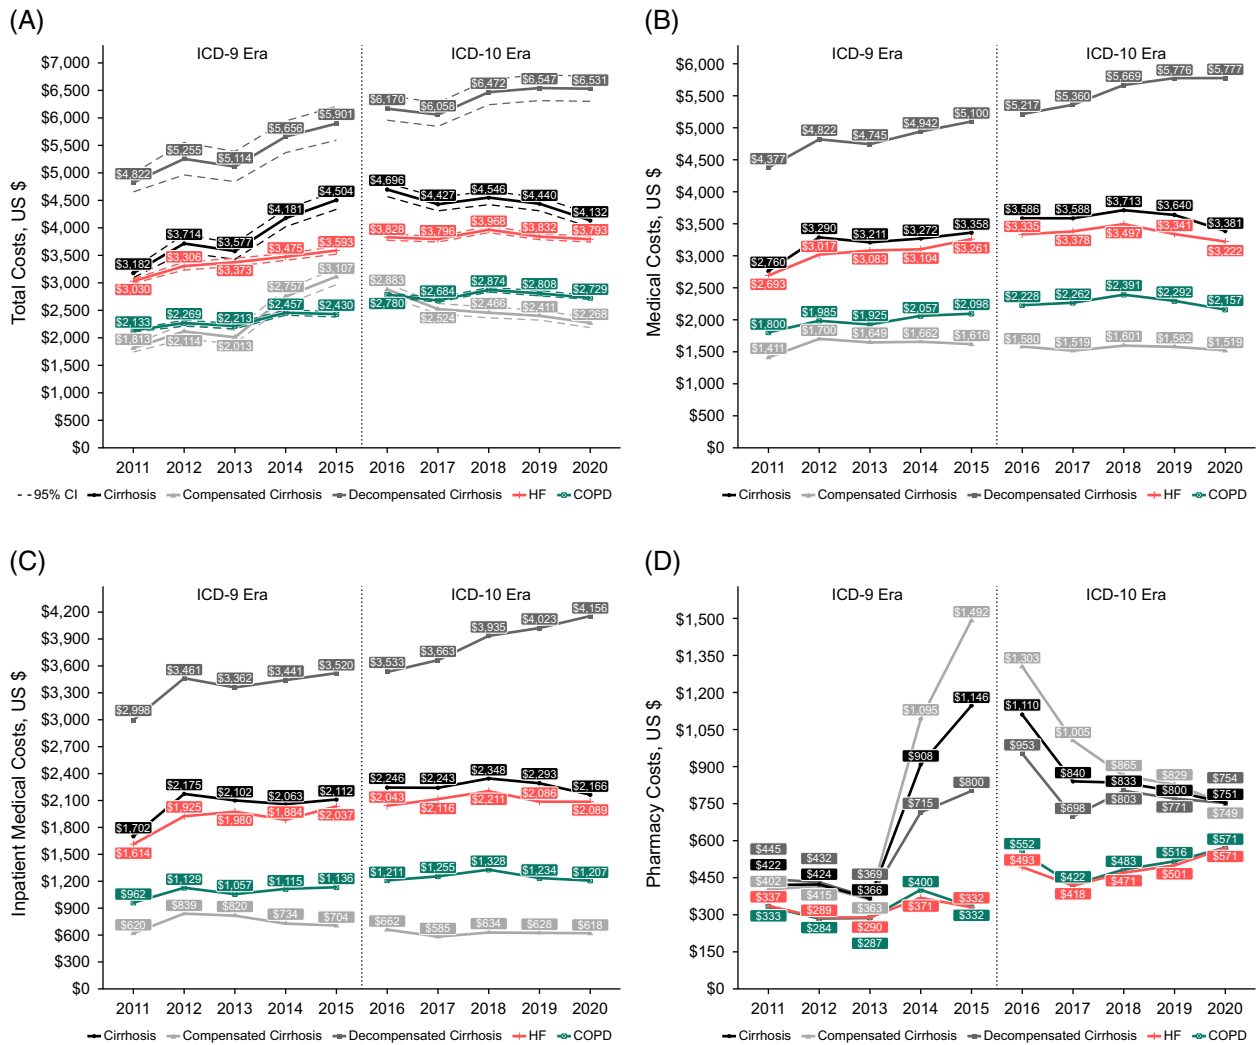 (A)
ICD-9 Era
ICD-10 Era
Total Costs, US $
$7,000
$6,500
$6,000
$5,500
$5,000
$4,500
$4,000
$3,500
$3,000
$2,500
$2,000
$1,500
$1,000
$500
$0
$4,822 $5,255 $5,114 $5,656 $5,901 $6,170 $6,058 $6,472 $6,547 $6,531
$3,182 $3,714 $3,577 $4,181 $4,504 $4,696 $4,427 $4,546 $4,440 $4,132
$3,030 $3,306 $3,373 $3,475 $3,593 $3,828 $3,796 $3,968 $3,832 $3,793
$2,133 $2,269 $2,213 $2,457 $2,430 $2,780 $2,684 $2,874 $2,808 $2,729
$1,813 $2,114 $2,013 $2,757 $3,107 $2,883 $2,524 $2,466 $2,411 $2,268
2011 2012 2013 2014 2015 2016 2017 2018 2019 2020
95% CI Cirrhosis Compensated Cirrhosis Decompensated Cirrhosis HF COPD
(B)
ICD-9 Era
ICD-10 Era
Medical Costs, US $
$6,000
$5,500
$5,000
$4,500
$4,000
$3,500
$3,000
$2,500
$2,000
$1,500
$1,000
$500
$0
$4,377 $4,822 $4,745 $4,942 $5,100 $5,217 $5,360 $5,669 $5,776 $5,777
$2,760 $3,290 $3,211 $3,272 $3,358 $3,586 $3,588 $3,713 $3,640 $3,381
$2,693 $3,017 $3,083 $3,104 $3,261 $3,335 $3,378 $3,497 $3,341 $3,222
$1,800 $1,985 $1,925 $2,057 $2,098 $2,228 $2,262 $2,391 $2,292 $2,157
$1,411 $1,700 $1,649 $1,662 $1,616 $1,580 $1,519 $1,601 $1,582 $1,519
2011 2012 2013 2014 2015 2016 2017 2018 2019 2020
Cirrhosis Compensated Cirrhosis Decompensated Cirrhosis HF COPD
(C)
ICD-9 Era
ICD-10 Era
Inpatient Medical Costs, US $
$4,200
$3,900
$3,600
$3,300
$3,000
$2,700
$2,400
$2,100
$1,800
$1,500
$1,200
$900
$600
$300
$0
$2,998 $3,461 $3,362 $3,441 $3,520 $3,533 $3,663 $3,935 $4,023 $4,156
$1,702 $2,175 $2,102 $2,063 $2,112 $2,246 $2,243 $2,348 $2,293 $2,166
$1,614 $1,925 $1,980 $1,884 $2,037 $2,043 $2,116 $2,211 $2,086 $2,089
$962 $1,129 $1,057 $1,115 $1,136 $1,211 $1,255 $1,328 $1,234 $1,207
$620 $839 $820 $734 $704 $662 $585 $634 $628 $618
2011 2012 2013 2014 2015 2016 2017 2018 2019 2020
Cirrhosis Compensated Cirrhosis Decompensated Cirrhosis HF COPD
(D)
ICD-9 Era
ICD-10 Era
Pharmacy Costs, US $
$1,500
$1,350
$1,200
$1,050
$900
$750
$600
$450
$300
$150
$0
$445 $432 $369 $715 $800 $953 $698 $803 $771 $754
$422 $424 $366 $908 $1,146 $1,110 $840 $833 $800 $751
$402 $415 $363 $1,095 $1,492 $1,303 $1,005 $865 $829 $749
$337 $289 $290 $371 $332 $493 $418 $471 $501 $571
$333 $284 $287 $400 $332 $552 $422 $483 $516 $571
2011 2012 2013 2014 2015 2016 2017 2018 2019 2020
Cirrhosis Compensated Cirrhosis Decompensated Cirrhosis HF COPD